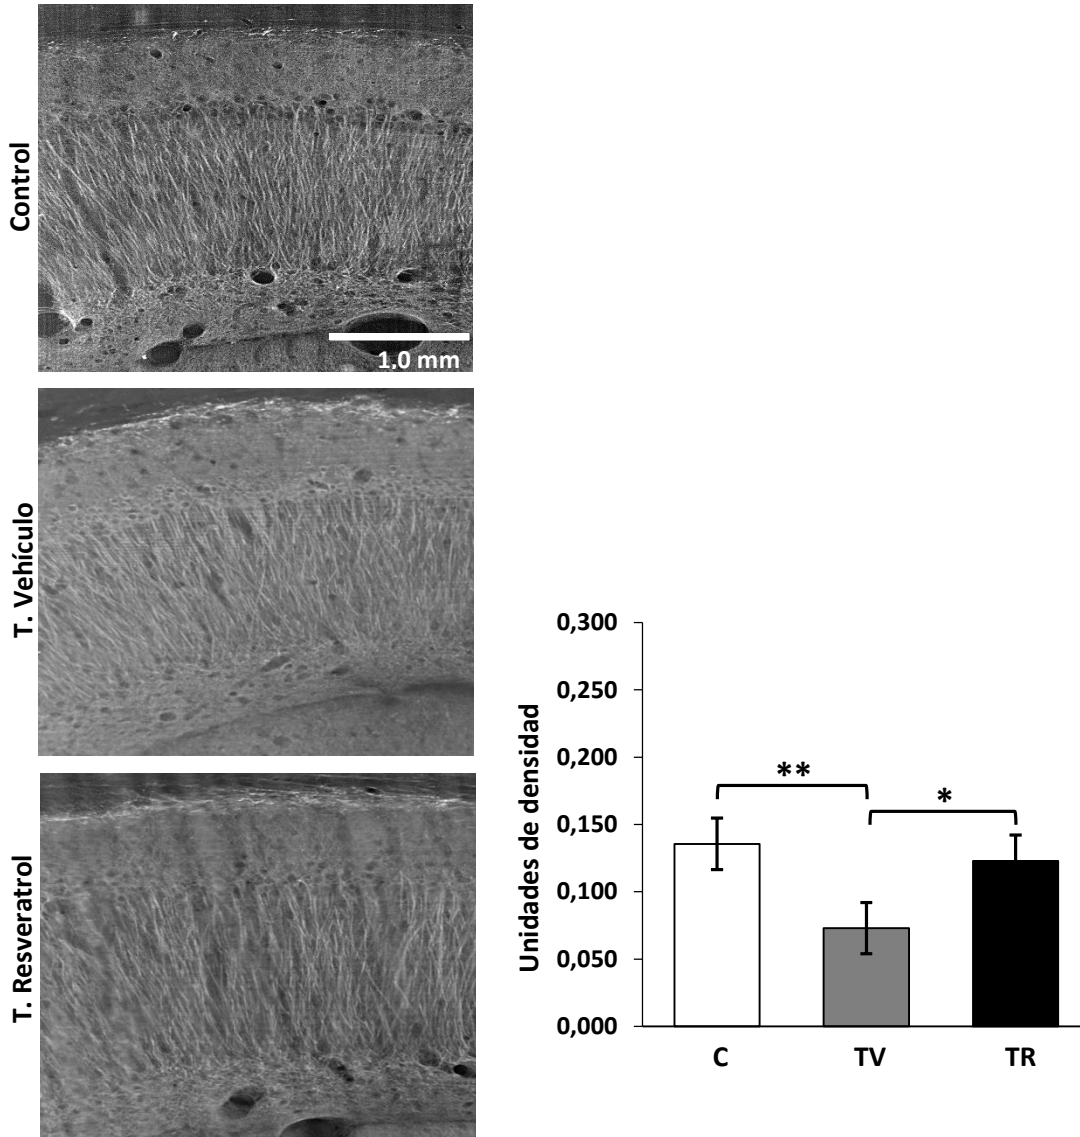 Control
1,0 mm
T. Vehículo
T. Resveratrol
Unidades de densidad
0,300
0,250
0,200
0,150
0,100
0,050
0,000
**
*
C TV TR